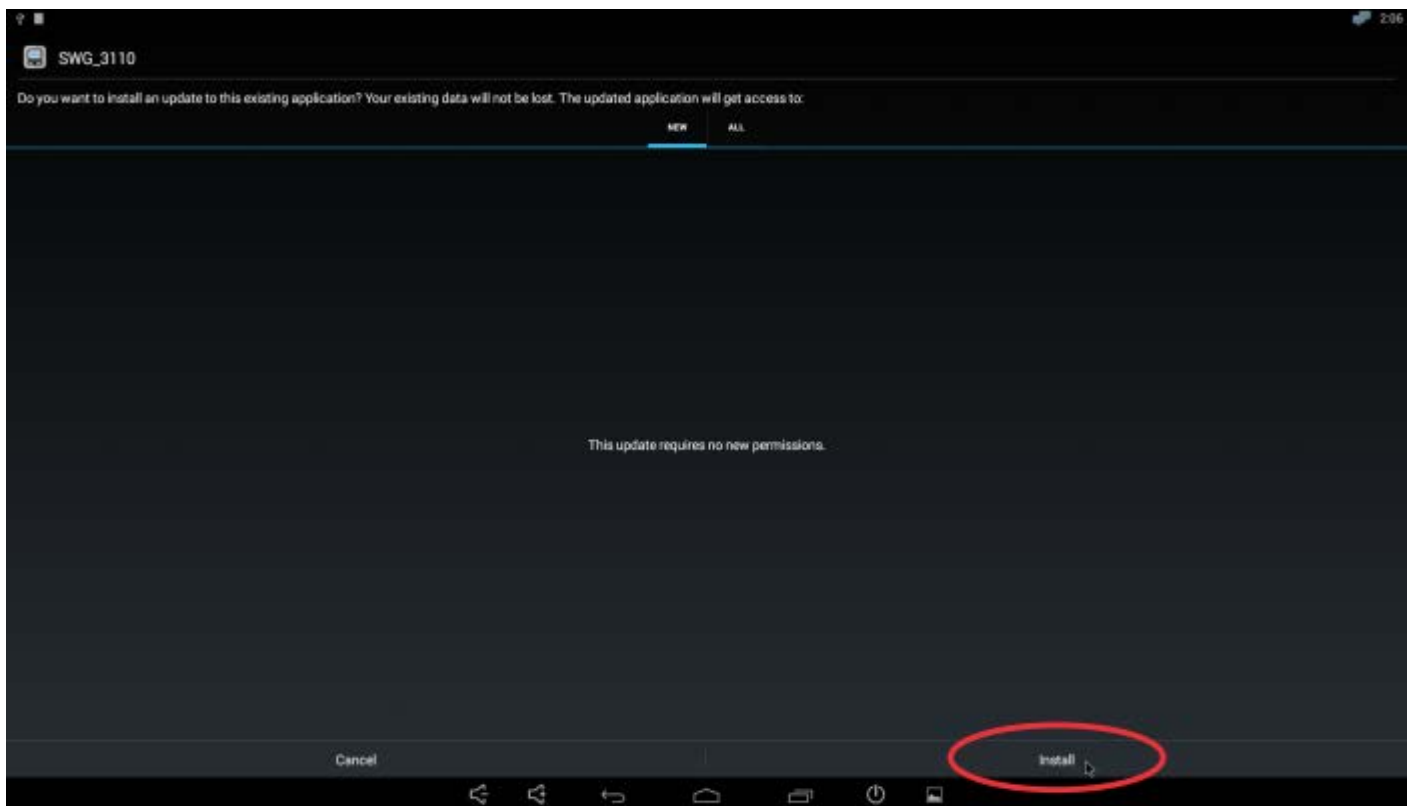 2:06
SWG_3110
Do you want to install an update to this existing application? Your existing data will not be lost. The updated application will get access to:
NEW ALL
This update requires no new permissions.
Cancel Install